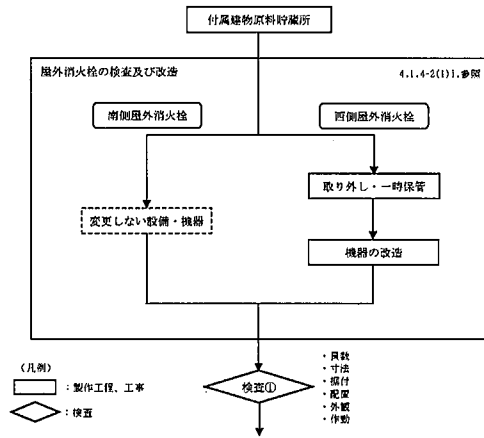 付属建物原料貯蔵所
屋外消火栓の検査及び改造
4.1.4-2(1)1.参照
南側屋外消火栓
西側屋外消火栓
取り外し・一時保管
変更しない設備・機器
機器の改造
(凡例)
：製作工程、工事
：検査
検査①
・員数
・寸法
・据付
・配置
・外観
・作動